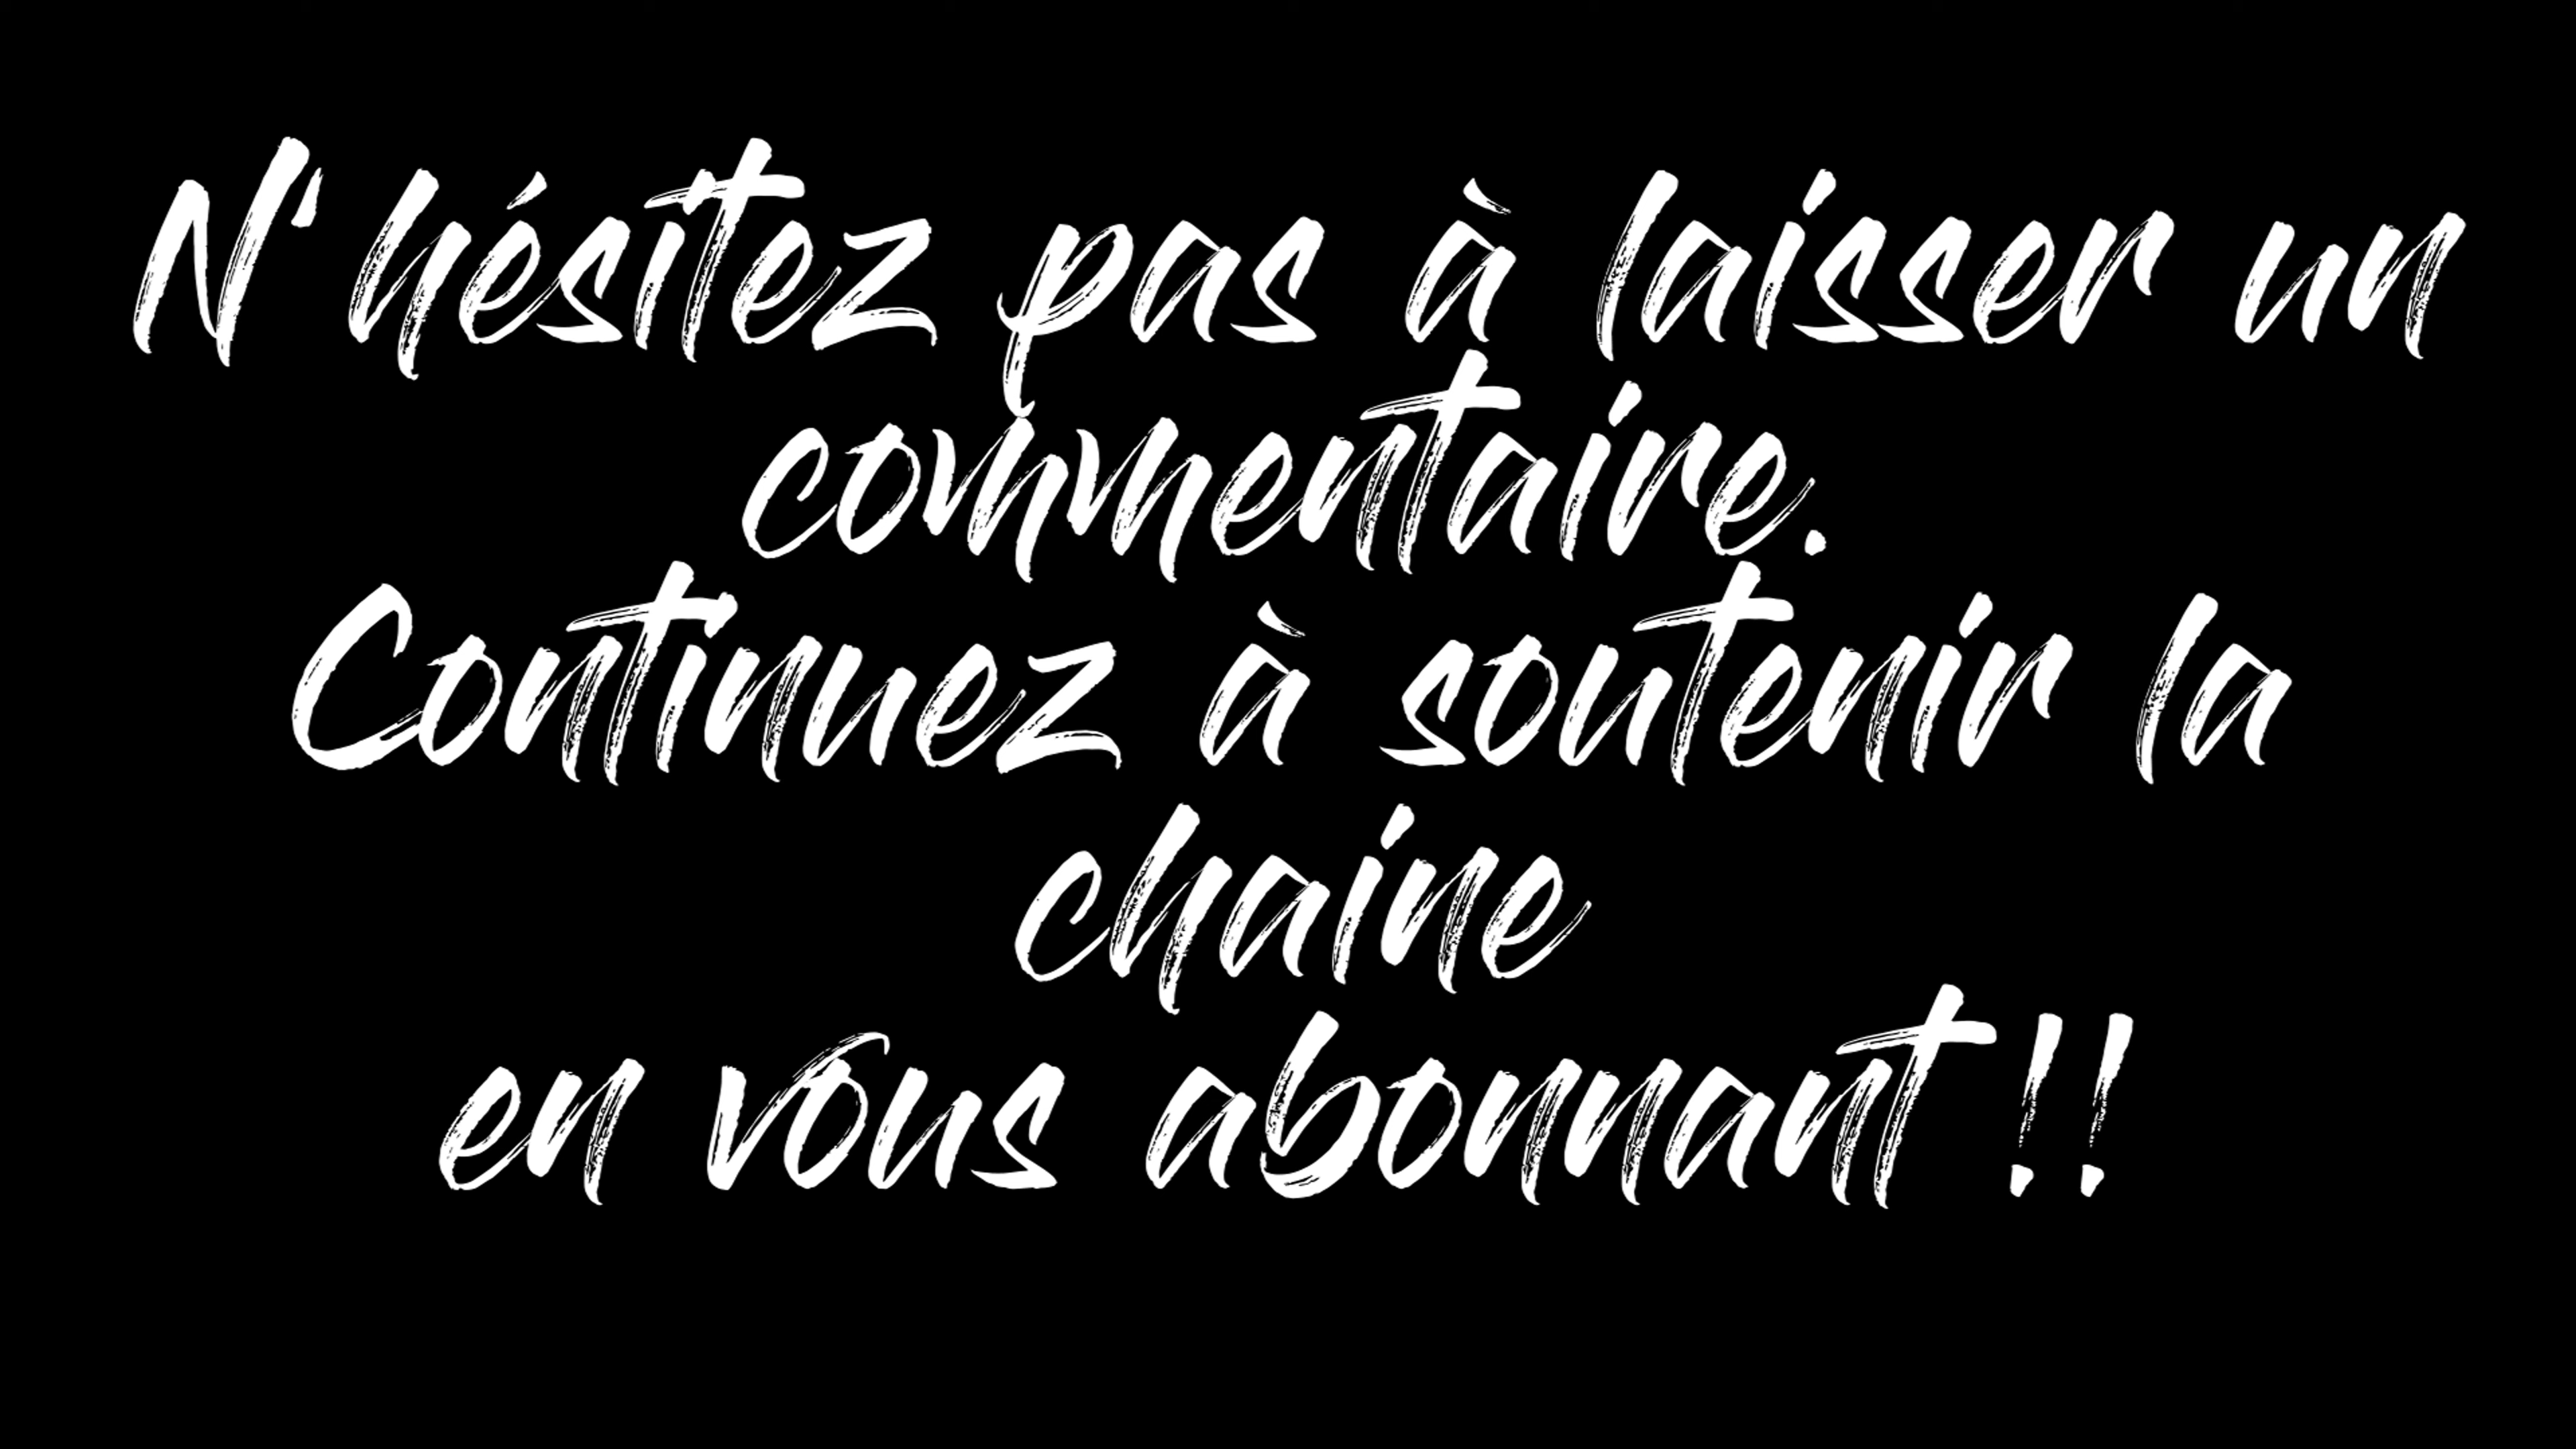 N' hésitez pas à laisser un
commentaire.
Continuez à soutenir la
chaine
en vous abonnant !!